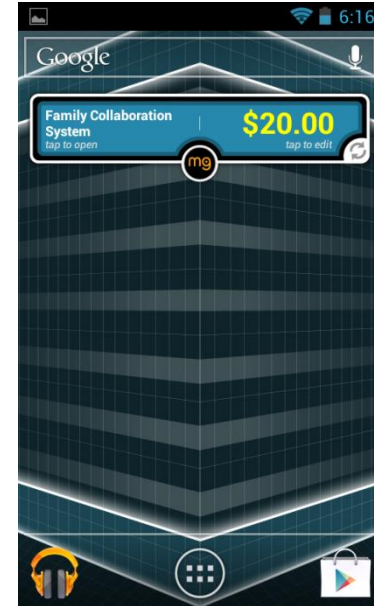 6:16
Google
Family Collaboration
System
tap to open
$20.00
tap to edit
mg